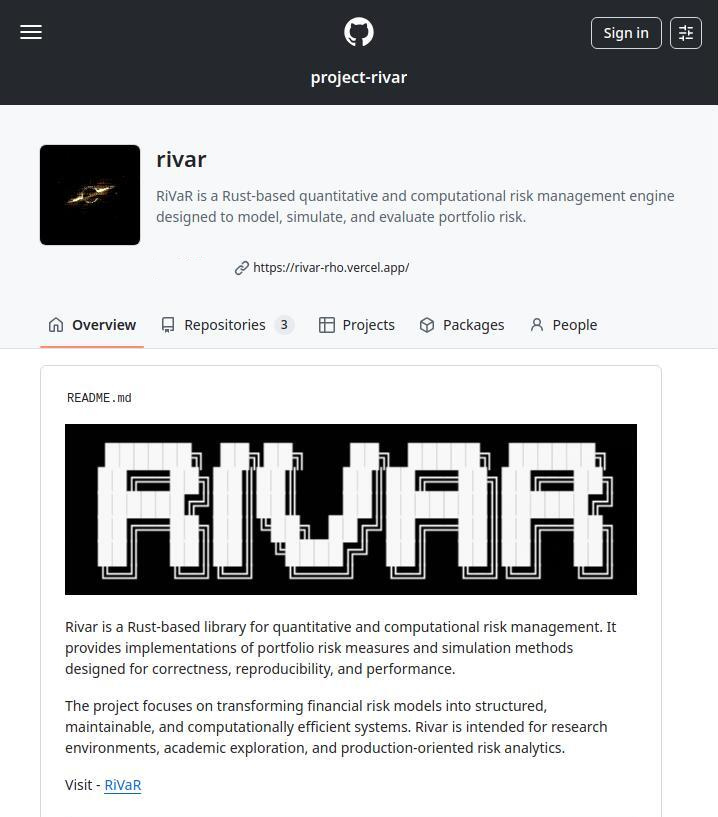 Sign in
project-rivar
rivar
RiVaR is a Rust-based quantitative and computational risk management engine
designed to model, simulate, and evaluate portfolio risk.
https://rivar-rho.vercel.app/
Overview
Repositories 3
Projects
Packages
People
README.md
RIVAR
Rivar is a Rust-based library for quantitative and computational risk management. It
provides implementations of portfolio risk measures and simulation methods
designed for correctness, reproducibility, and performance.
The project focuses on transforming financial risk models into structured,
maintainable, and computationally efficient systems. Rivar is intended for research
environments, academic exploration, and production-oriented risk analytics.
Visit - RiVaR